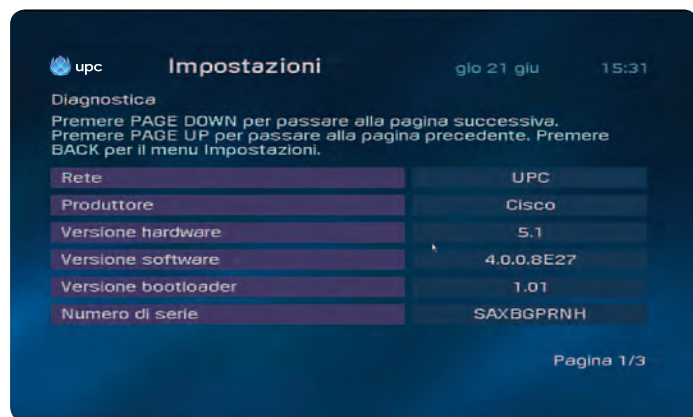 upc Impostazioni gio 21 giu 15:31
Diagnostica
Premere PAGE DOWN per passare alla pagina successiva.
Premere PAGE UP per passare alla pagina precedente. Premere
BACK per il menu Impostazioni.
Rete UPC
Produttore Cisco
Versione hardware 5.1
Versione software 4.0.0.8E27
Versione bootloader 1.01
Numero di serie SAXBGPRNH
Pagina 1/3